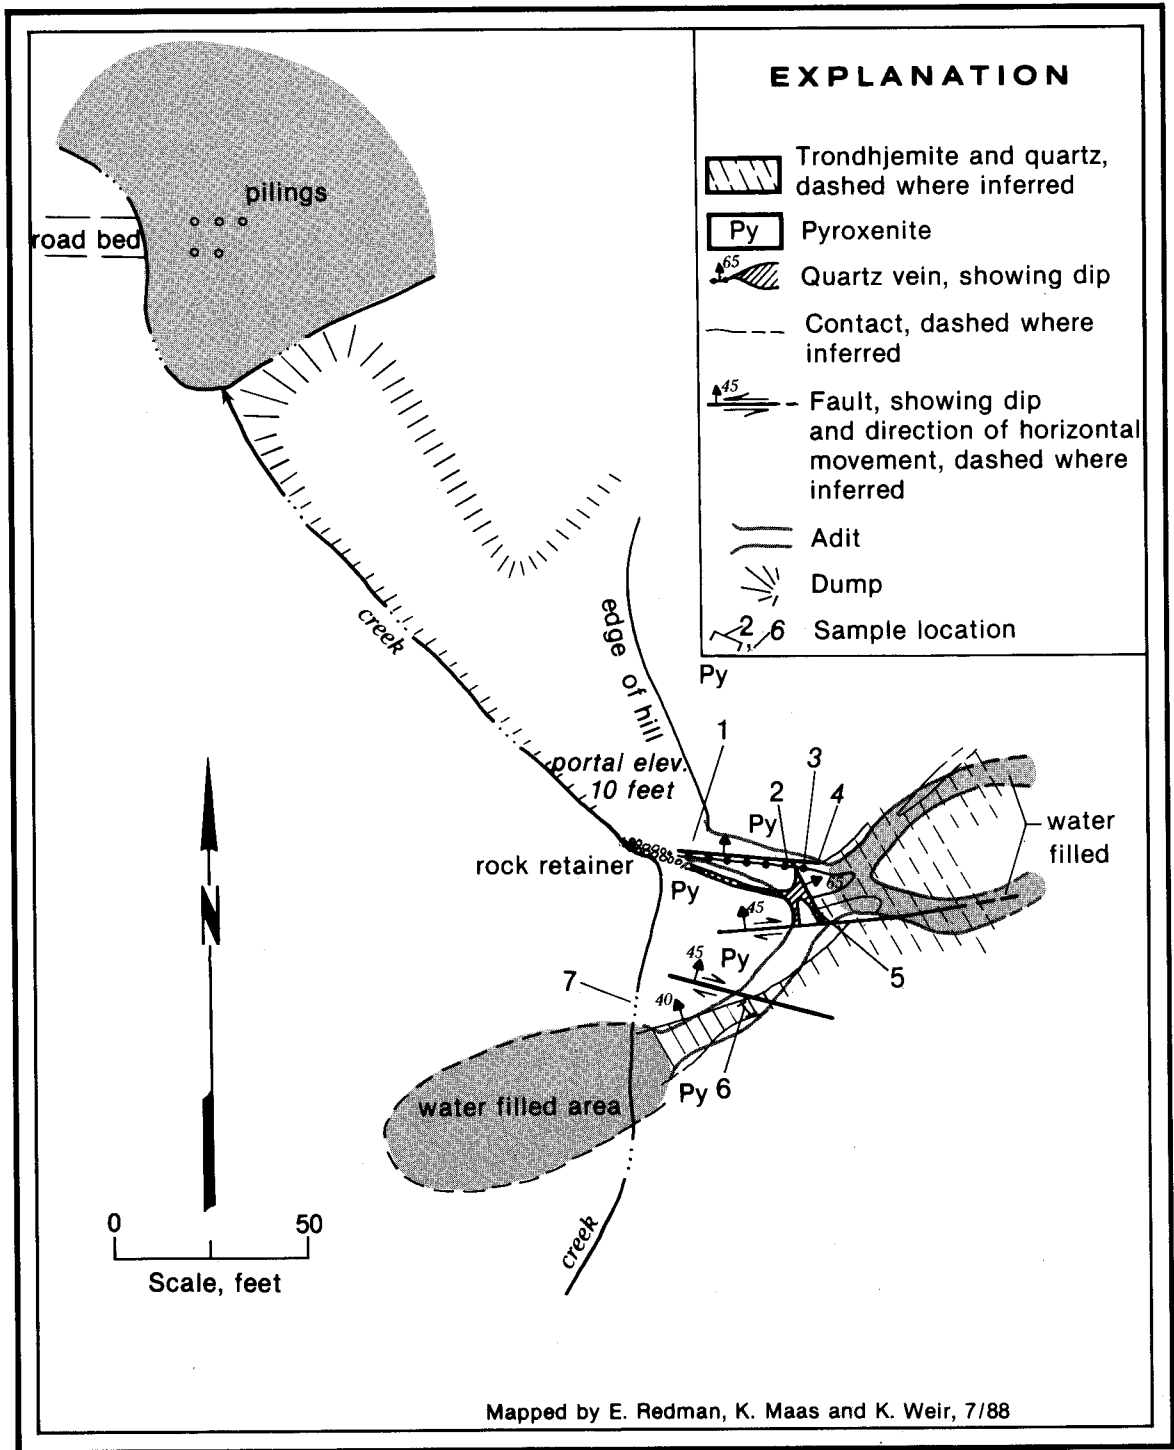 EXPLANATION
Trondhjemite and quartz,
dashed where inferred
Py
Pyroxenite
65
Quartz vein, showing dip
Contact, dashed where
inferred
45
Fault, showing dip
and direction of horizontal
movement, dashed where
inferred
Adit
Dump
2, 6
Sample location
pilings
road bed
creek
edge of hill
Py
portal elev.
10 feet
1
2
3
4
Py
water
filled
rock retainer
Py
65
45
Py
5
45
7
40
6
Py
water filled area
N
0
50
Scale, feet
creek
Mapped by E. Redman, K. Maas and K. Weir, 7/88